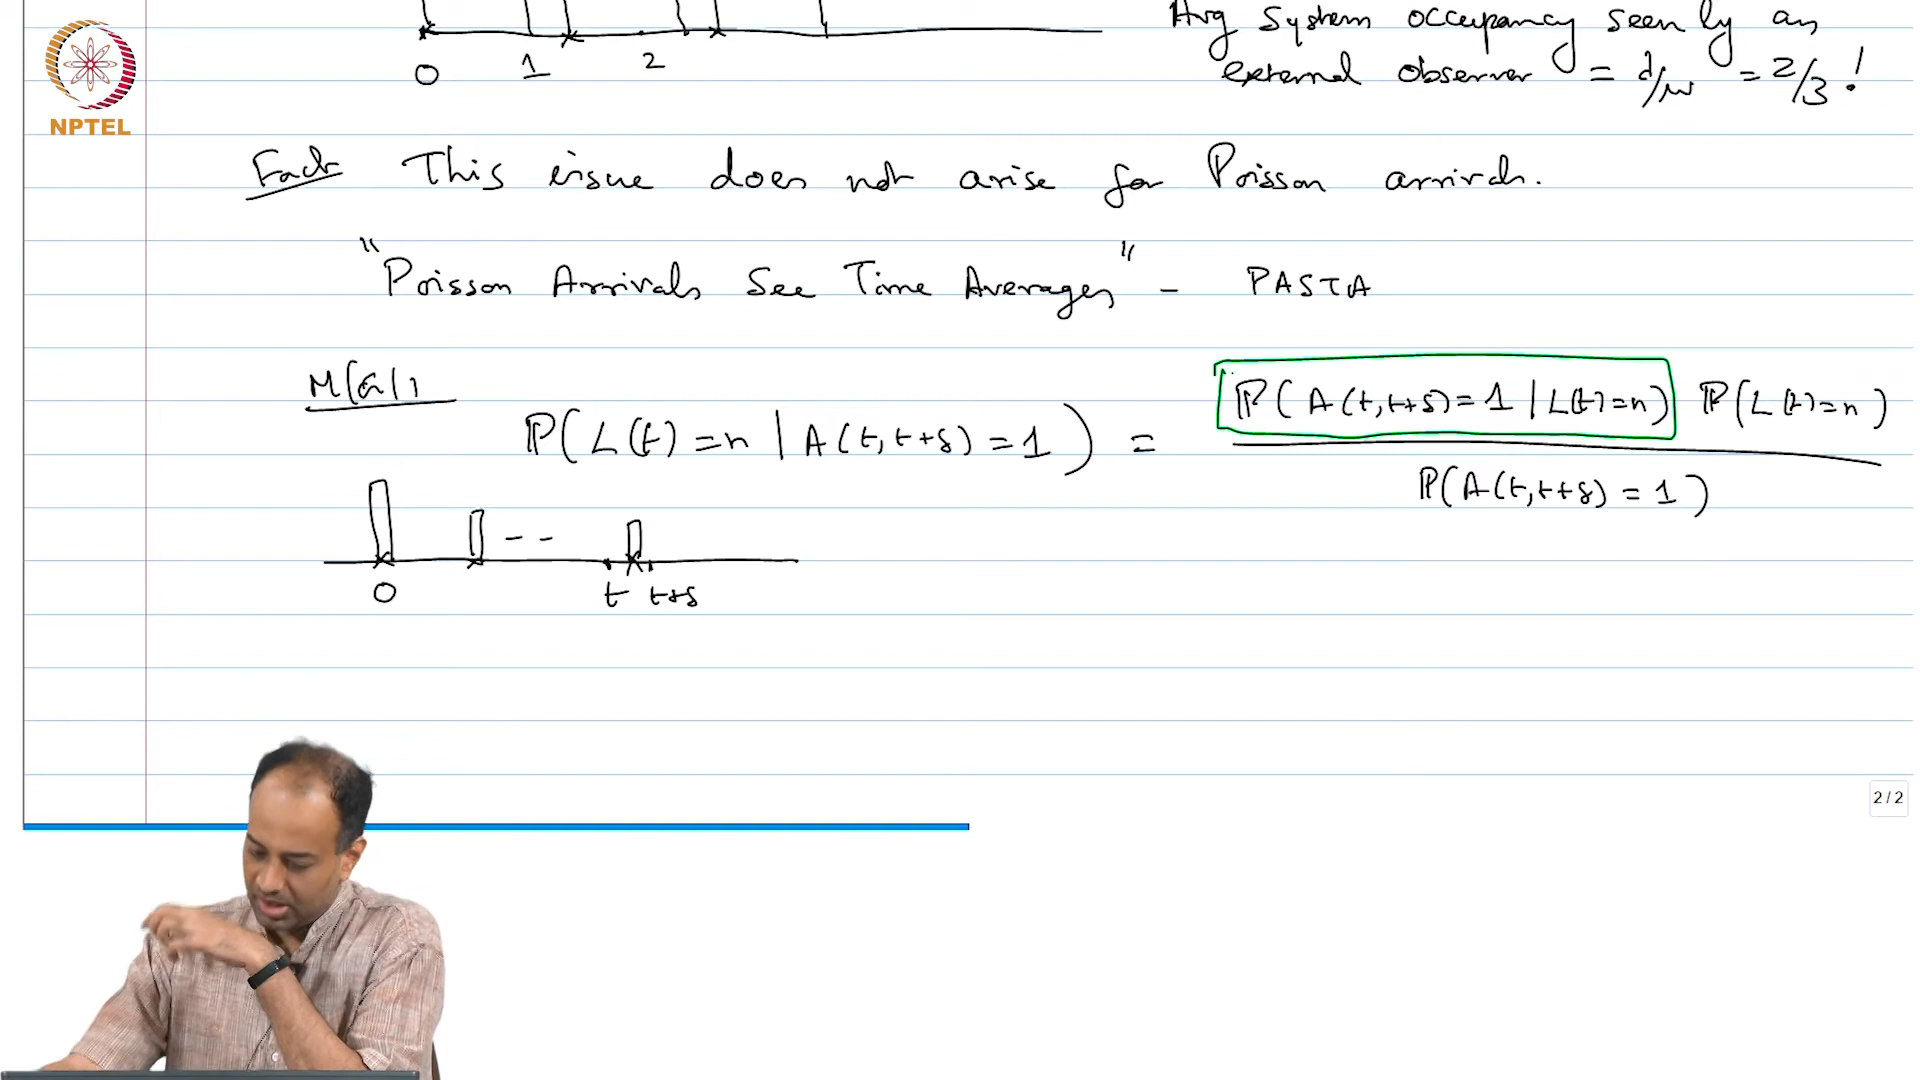 Avg system occupancy seen by an
0 1 2 external observer = λ/μ = 2/3 !
NPTEL
Fact This issue does not arise for Poisson arrivals.
"Poisson Arrivals See Time Averages" - PASTA
M/G/1
P(L(t) = n | A(t, t+δ) = 1) = P(A(t, t+δ) = 1 | L(t) = n) P(L(t) = n)
P(A(t, t+δ) = 1)
0 t t+δ
2 / 2